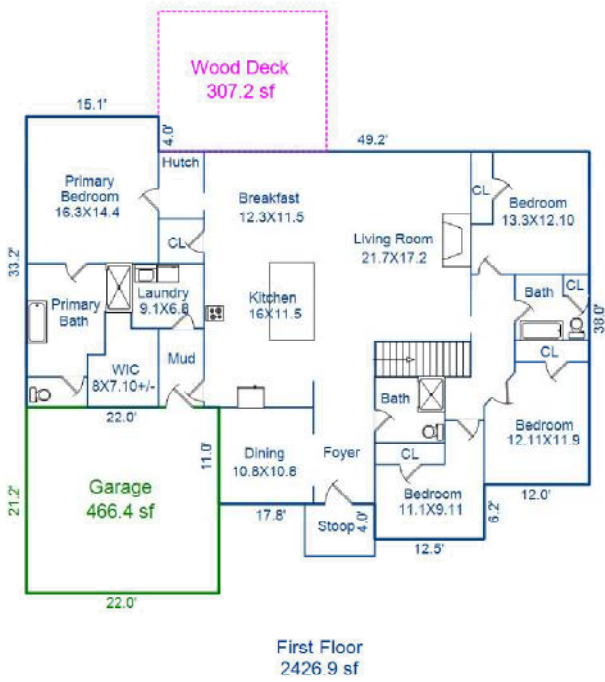 Wood Deck
307.2 sf
15.1'
4.0'
49.2'
Hutch
Primary
Bedroom
16.3X14.4
Breakfast
12.3X11.5
CL
Bedroom
13.3X12.10
Living Room
21.7X17.2
CL
33.2'
Laundry
9.1X6.8
Primary
Bath
Kitchen
16X11.5
Bath
CL
38.0'
Mud
WIC
8X7.10+/-
CL
22.0'
Bath
11.0'
Bedroom
12.11X11.9
Dining
10.8X10.8
Foyer
CL
Garage
466.4 sf
21.2'
Bedroom
11.1X9.11
12.0'
6.2'
17.8'
Stoop
4.0'
12.5'
22.0'
First Floor
2426.9 sf